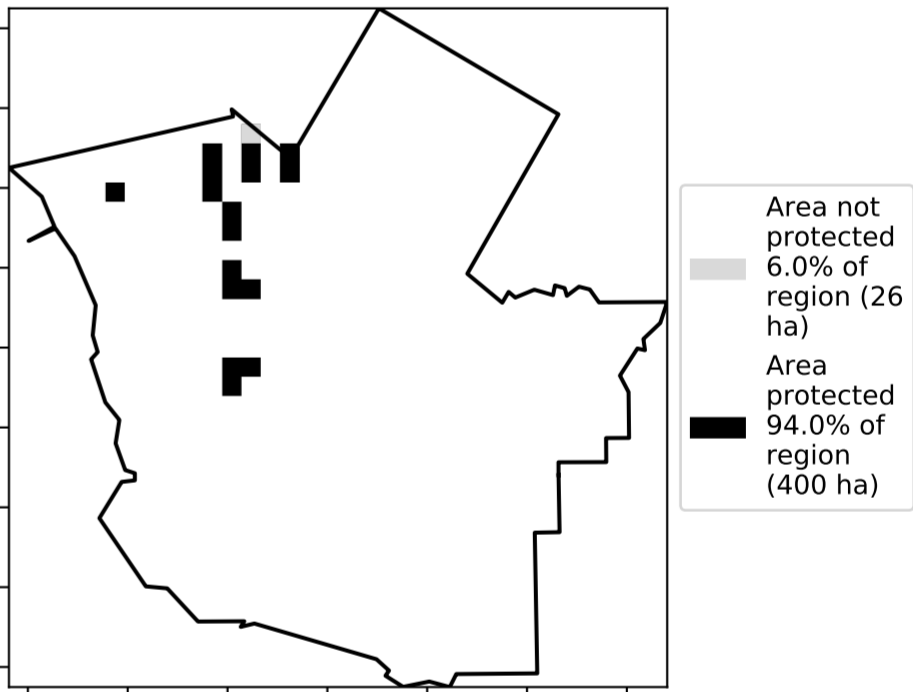 Area not
protected
6.0% of
region (26
ha)
Area
protected
94.0% of
region
(400 ha)